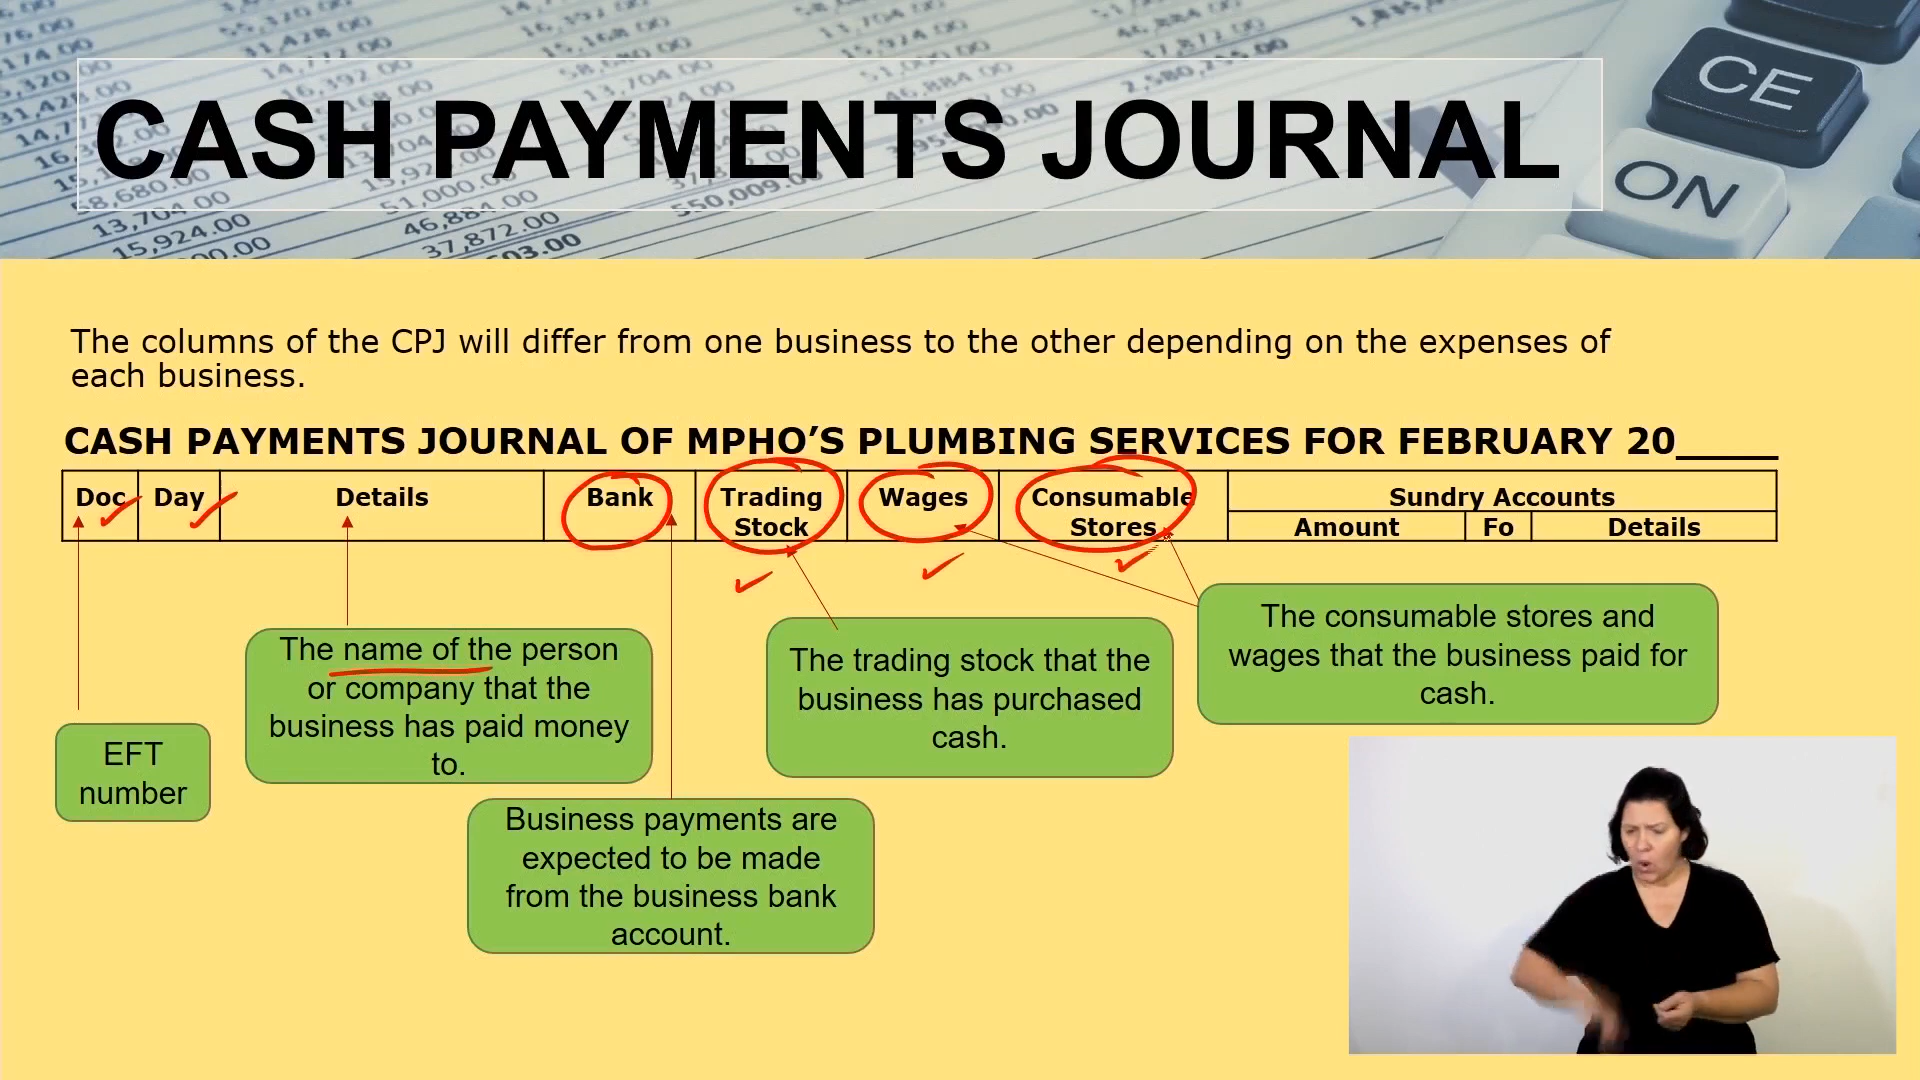 CASH PAYMENTS JOURNAL
CE
ON
The columns of the CPJ will differ from one business to the other depending on the expenses of
each business.
CASH PAYMENTS JOURNAL OF MPHO’S PLUMBING SERVICES FOR FEBRUARY 20_____
Doc Day Details Bank Trading Wages Consumable Sundry Accounts
Stock Stores Amount Fo Details
The name of the person
or company that the
business has paid money
to.
The trading stock that the
business has purchased
cash.
The consumable stores and
wages that the business paid for
cash.
EFT
number
Business payments are
expected to be made
from the business bank
account.